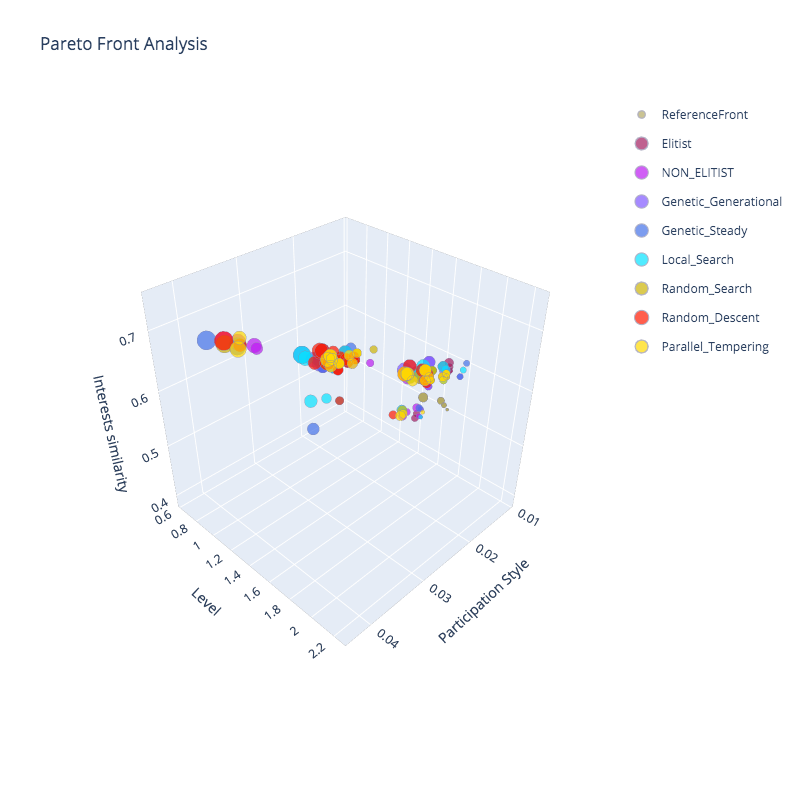 Pareto Front Analysis
ReferenceFront
Elitist
NON_ELITIST
Genetic_Generational
Genetic_Steady
Local_Search
Random_Search
Random_Descent
Parallel_Tempering
0.7
0.6
0.5
0.4
Interests similarity
0.6
0.8
1
1.2
1.4
1.6
1.8
2
2.2
Level
0.01
0.02
0.03
0.04
Participation Style